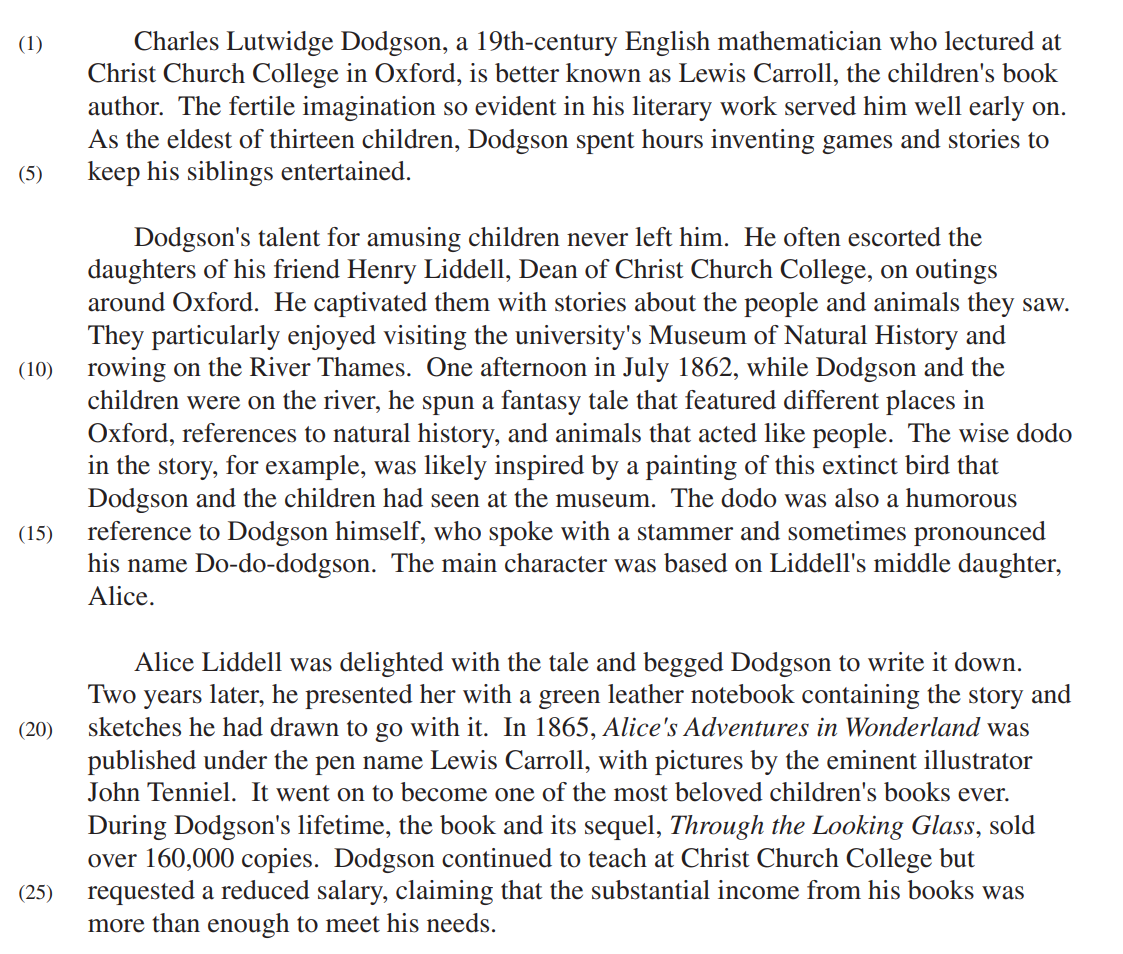 (1) Charles Lutwidge Dodgson, a 19th-century English mathematician who lectured at
Christ Church College in Oxford, is better known as Lewis Carroll, the children's book
author. The fertile imagination so evident in his literary work served him well early on.
As the eldest of thirteen children, Dodgson spent hours inventing games and stories to
(5) keep his siblings entertained.
Dodgson's talent for amusing children never left him. He often escorted the
daughters of his friend Henry Liddell, Dean of Christ Church College, on outings
around Oxford. He captivated them with stories about the people and animals they saw.
They particularly enjoyed visiting the university's Museum of Natural History and
(10) rowing on the River Thames. One afternoon in July 1862, while Dodgson and the
children were on the river, he spun a fantasy tale that featured different places in
Oxford, references to natural history, and animals that acted like people. The wise dodo
in the story, for example, was likely inspired by a painting of this extinct bird that
Dodgson and the children had seen at the museum. The dodo was also a humorous
(15) reference to Dodgson himself, who spoke with a stammer and sometimes pronounced
his name Do-do-dodgson. The main character was based on Liddell's middle daughter,
Alice.
Alice Liddell was delighted with the tale and begged Dodgson to write it down.
Two years later, he presented her with a green leather notebook containing the story and
(20) sketches he had drawn to go with it. In 1865, Alice's Adventures in Wonderland was
published under the pen name Lewis Carroll, with pictures by the eminent illustrator
John Tenniel. It went on to become one of the most beloved children's books ever.
During Dodgson's lifetime, the book and its sequel, Through the Looking Glass, sold
over 160,000 copies. Dodgson continued to teach at Christ Church College but
(25) requested a reduced salary, claiming that the substantial income from his books was
more than enough to meet his needs.